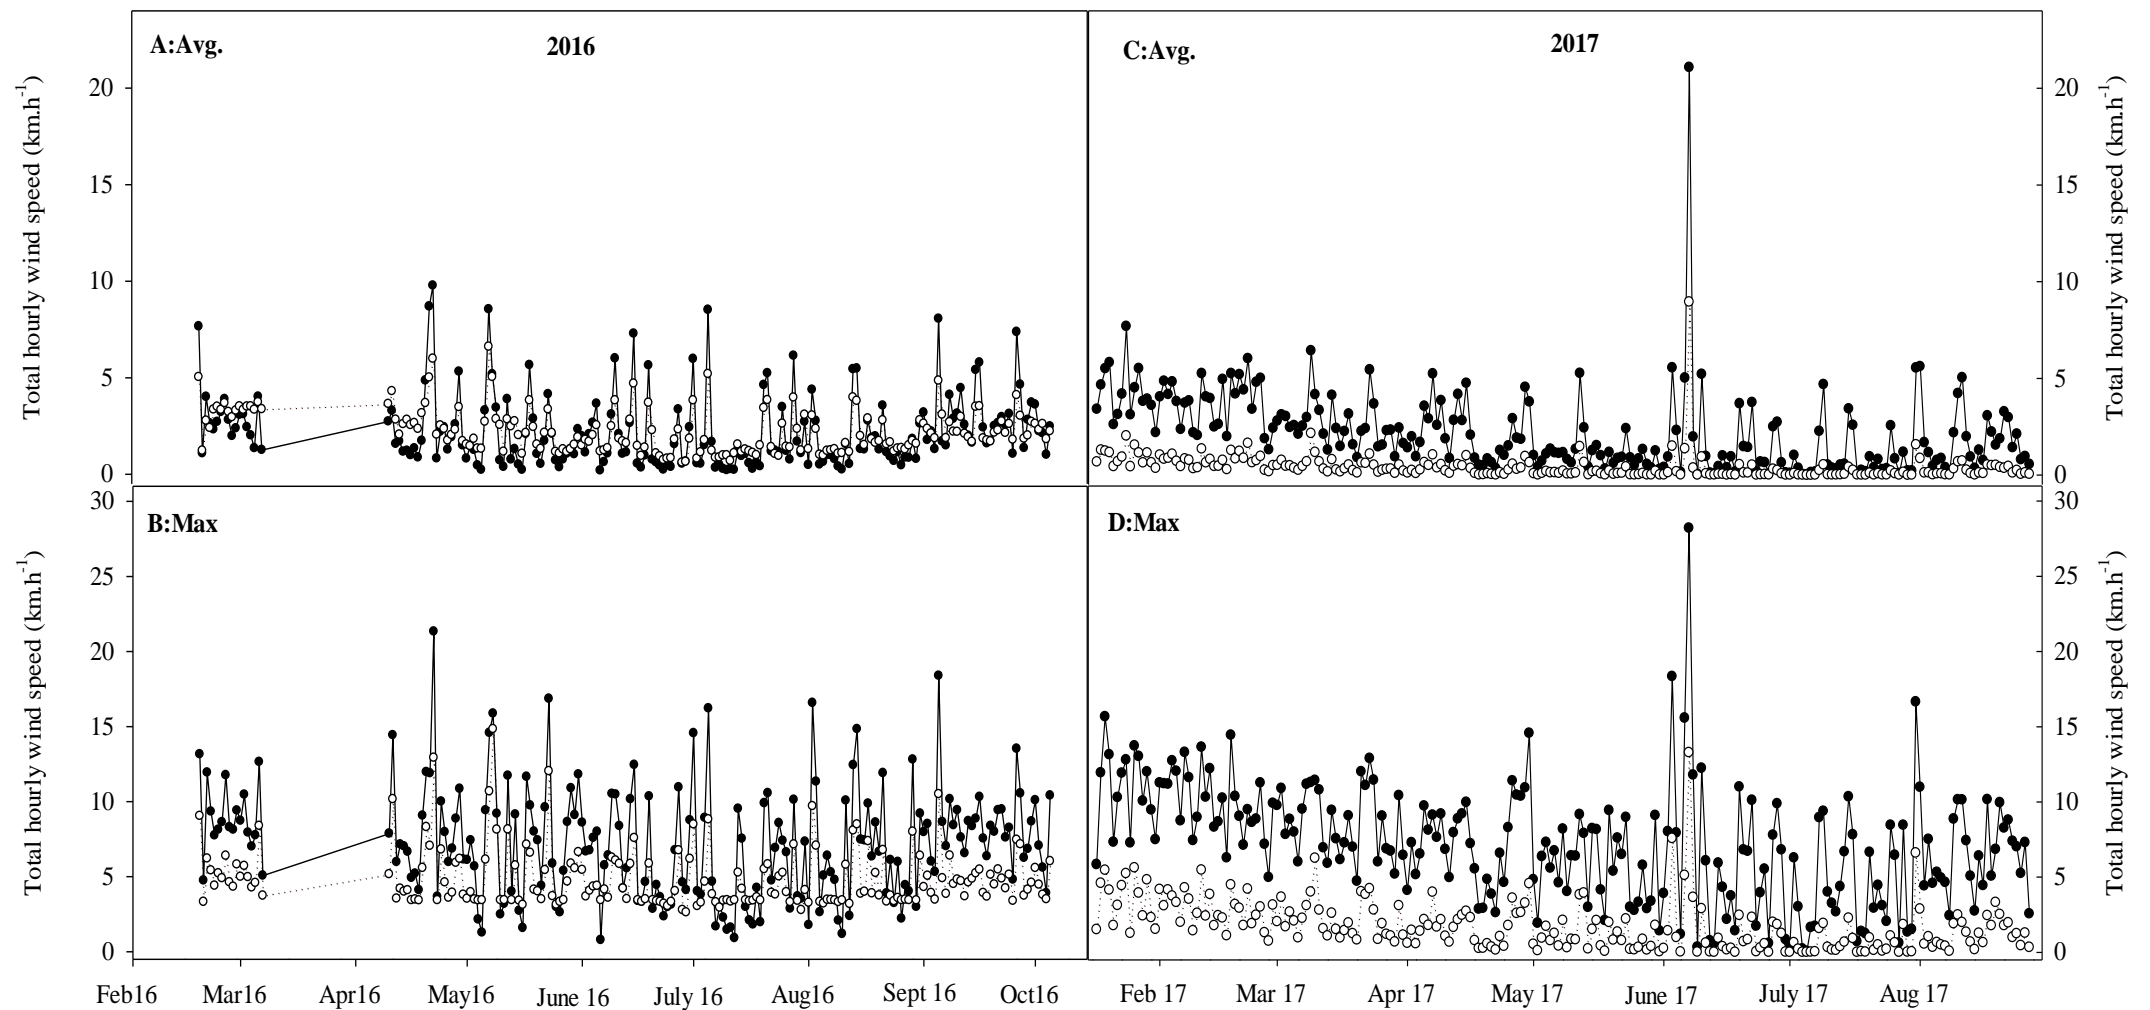 A:Avg.
2016
C:Avg.
2017
Total hourly wind speed (km.h-1)
20
15
10
5
0
20
15
10
5
0
Total hourly wind speed (km.h-1)
B:Max
D:Max
Total hourly wind speed (km.h-1)
30
25
20
15
10
5
0
30
25
20
15
10
5
0
Total hourly wind speed (km.h-1)
Feb16 Mar16 Apr16 May16 June 16 July 16 Aug16 Sept 16 Oct16 Feb 17 Mar 17 Apr 17 May 17 June 17 July 17 Aug 17